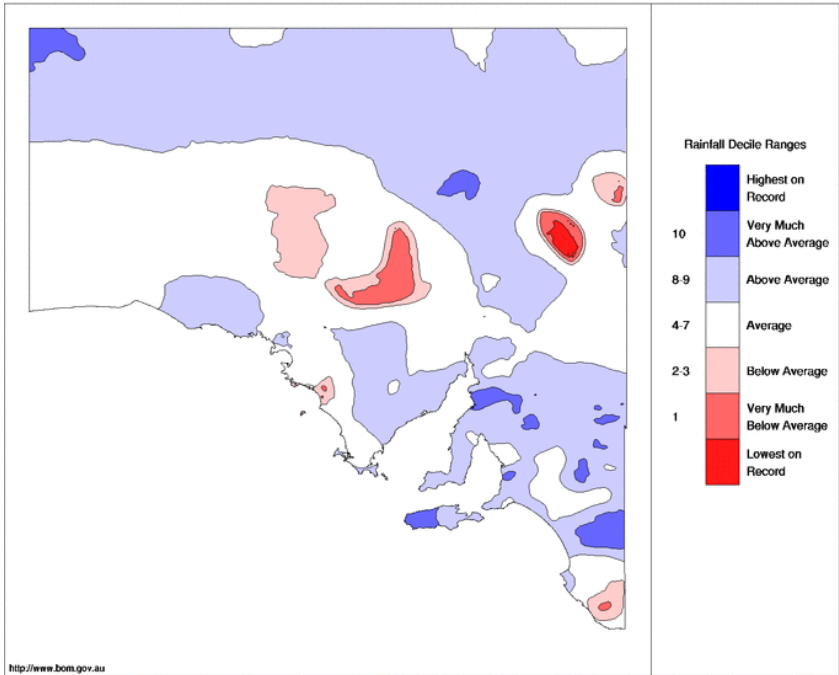 Rainfall Decile Ranges
Highest on
Record
10
Very Much
Above Average
8-9
Above Average
4-7
Average
2-3
Below Average
1
Very Much
Below Average
Lowest on
Record
http://www.bom.gov.au